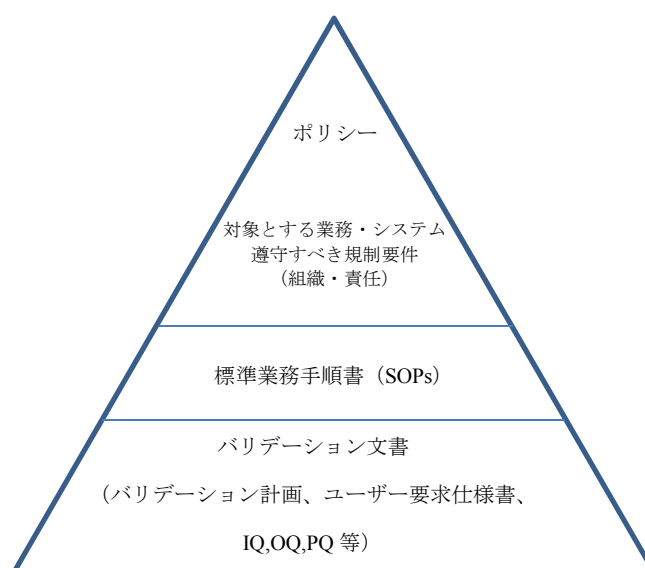 ポリシー
対象とする業務・システム
遵守すべき規制要件
（組織・責任）
標準業務手順書（SOPs）
バリデーション文書
（バリデーション計画、ユーザー要求仕様書、
IQ,OQ,PQ 等）